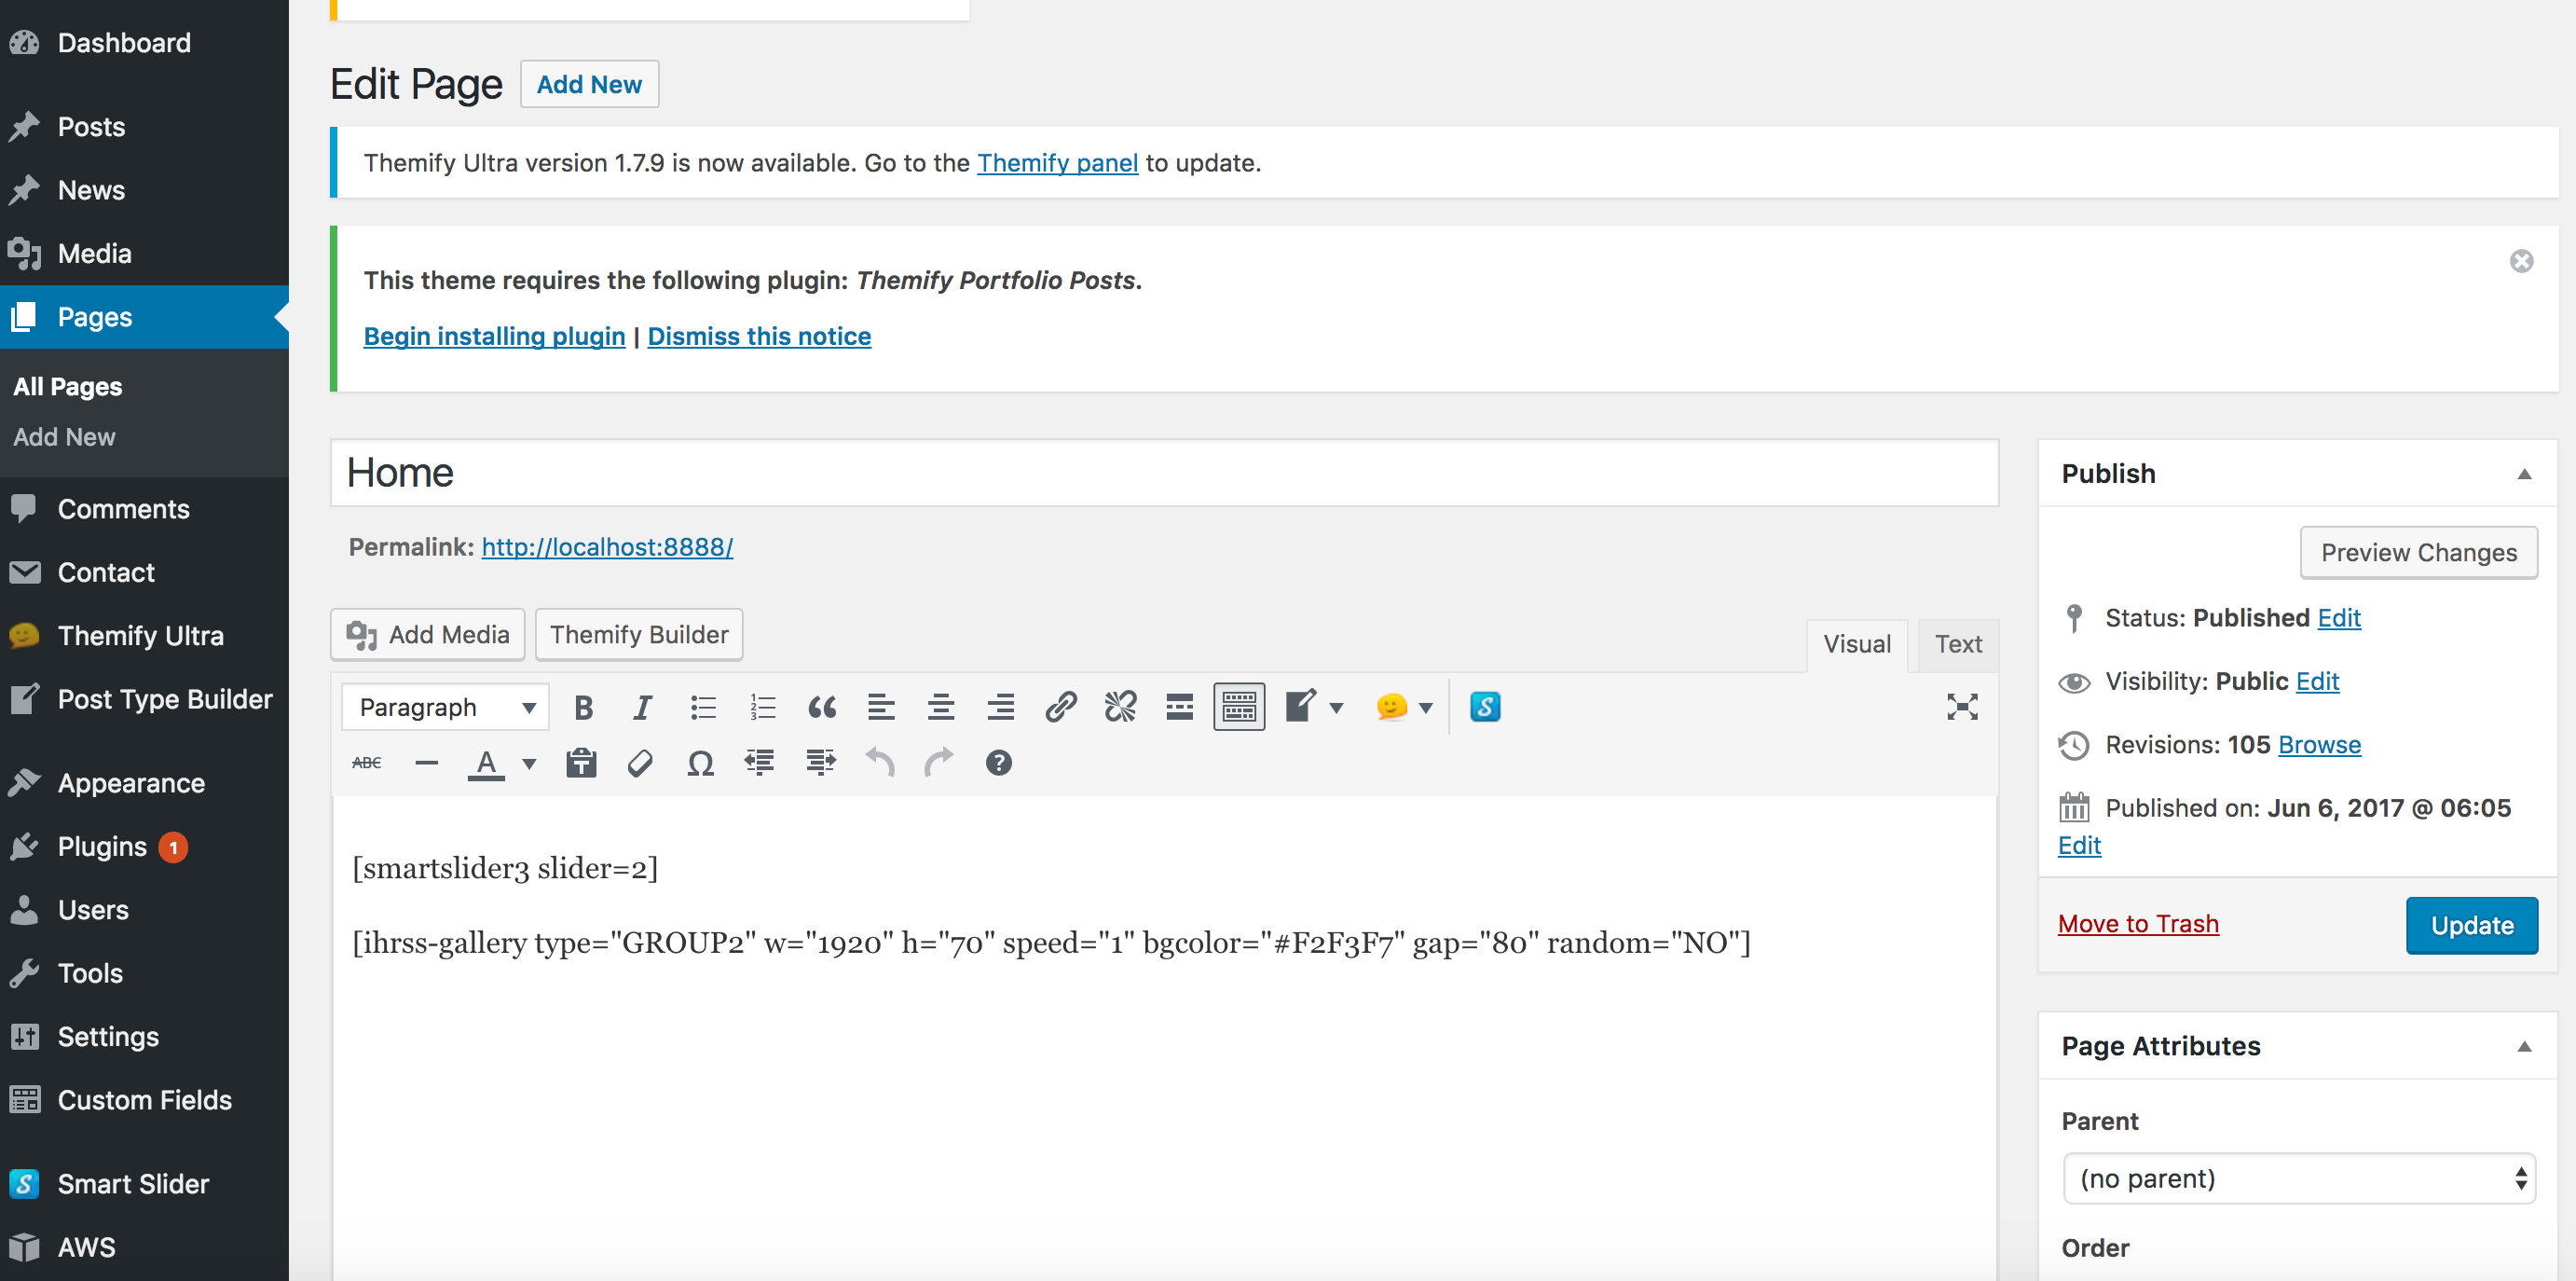 Dashboard
Posts
News
Media
Pages
All Pages
Add New
Comments
Contact
Themify Ultra
Post Type Builder
Appearance
Plugins 1
Users
Tools
Settings
Custom Fields
Smart Slider
AWS
Edit Page Add New
Themify Ultra version 1.7.9 is now available. Go to the Themify panel to update.
This theme requires the following plugin: Themify Portfolio Posts.
Begin installing plugin | Dismiss this notice
Home
Permalink: http://localhost:8888/
Add Media Themify Builder
Visual Text
Paragraph
ABC
[smartslider3 slider=2]
[ihrss-gallery type="GROUP2" w="1920" h="70" speed="1" bgcolor="#F2F3F7" gap="80" random="NO"]
Publish
Preview Changes
Status: Published Edit
Visibility: Public Edit
Revisions: 105 Browse
Published on: Jun 6, 2017 @ 06:05
Edit
Move to Trash Update
Page Attributes
Parent
(no parent)
Order